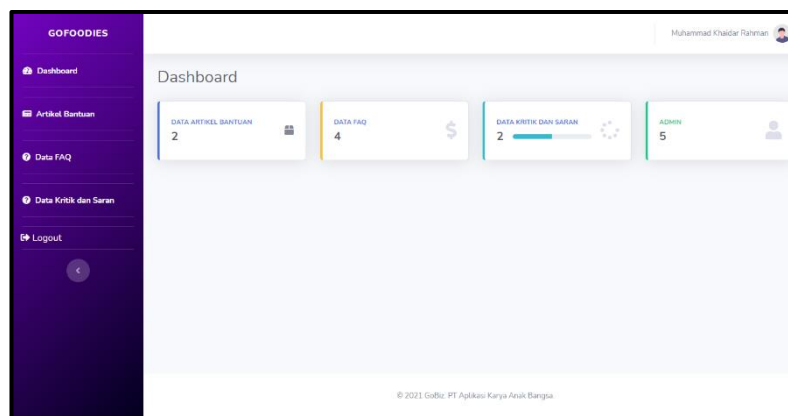 GOFOODIES
Muhammad Khaidar Rahman
Dashboard
Artikel Bantuan
Data FAQ
Data Kritik dan Saran
Logout
Dashboard
DATA ARTIKEL BANTUAN
2
DATA FAQ
4
DATA KRITIK DAN SARAN
2
ADMIN
5
© 2021 GoBiz. PT Aplikasi Karya Anak Bangsa